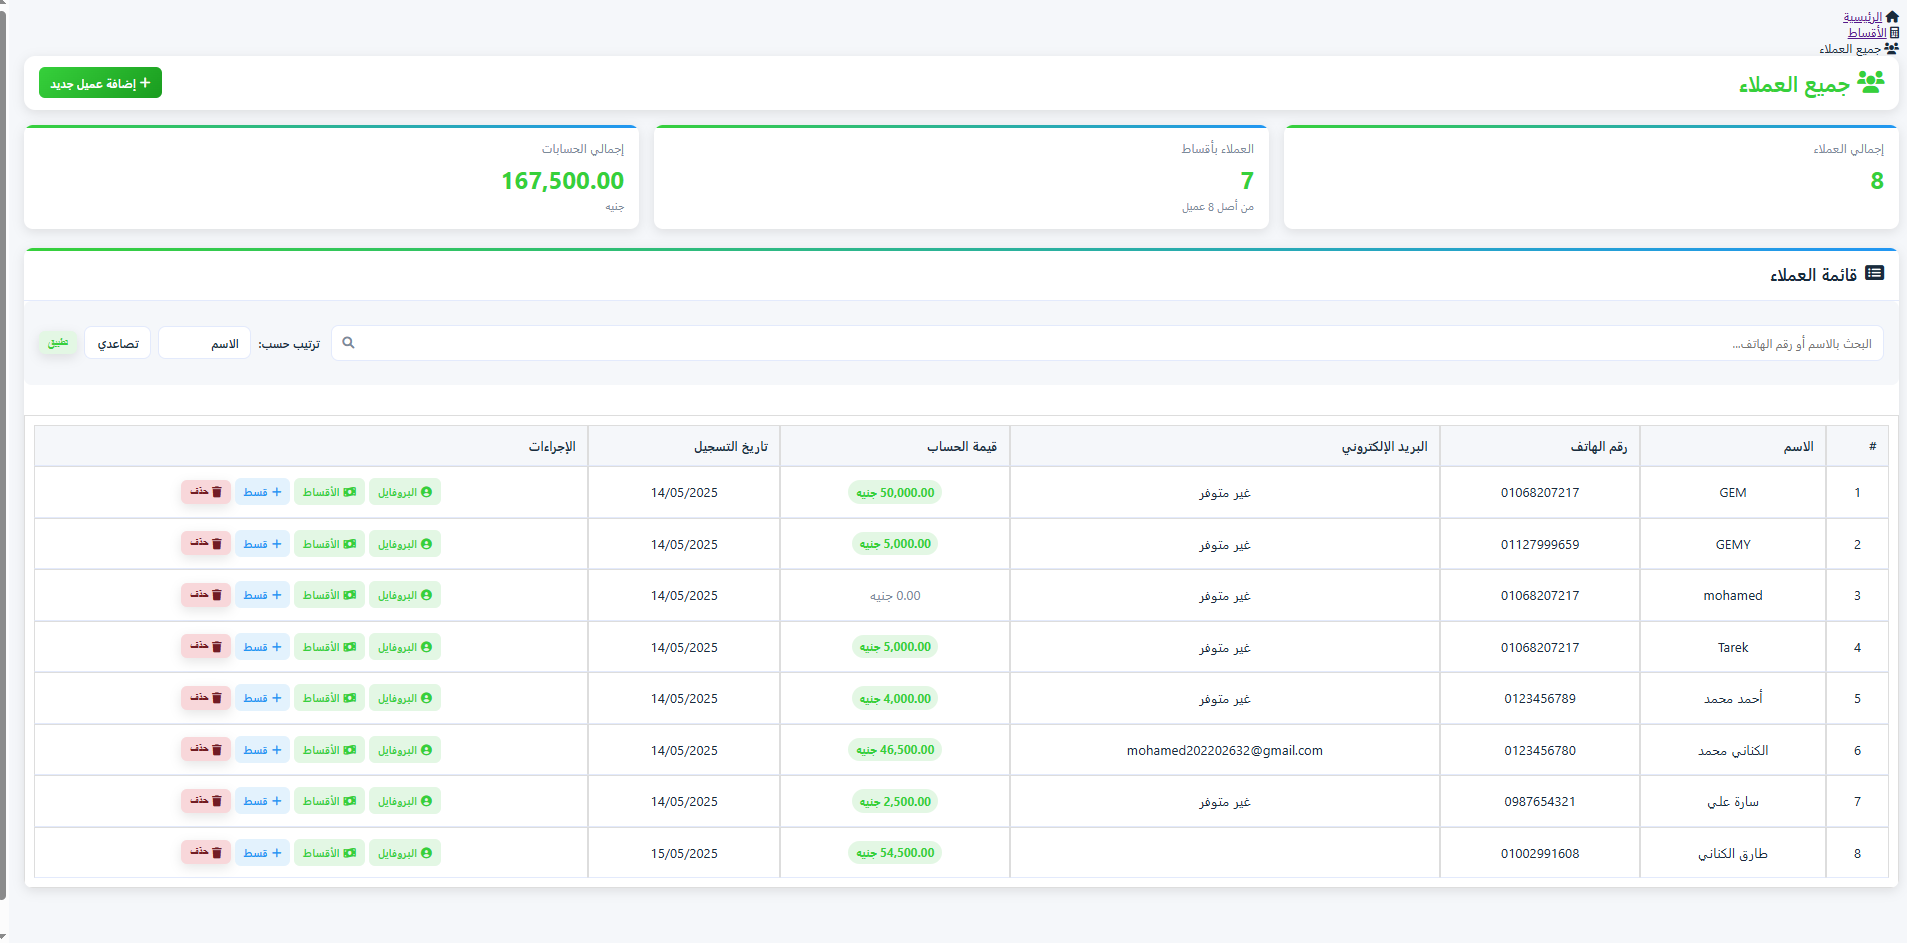 الرئيسية
الأقساط
جميع العملاء
جميع العملاء
+ إضافة عميل جديد
إجمالي العملاء
8
العملاء بأقساط
7
من أصل 8 عميل
إجمالي الحسابات
167,500.00
جنيه
قائمة العملاء
البحث بالاسم أو رقم الهاتف... ترتيب حسب: الاسم تصاعدي تطبيق
# الاسم رقم الهاتف البريد الإلكتروني قيمة الحساب تاريخ التسجيل الإجراءات
1 GEM 01068207217 غير متوفر 50,000.00 جنيه 14/05/2025 البروفايل الأقساط + قسط حذف
2 GEMY 01127999659 غير متوفر 5,000.00 جنيه 14/05/2025 البروفايل الأقساط + قسط حذف
3 mohamed 01068207217 غير متوفر 0.00 جنيه 14/05/2025 البروفايل الأقساط + قسط حذف
4 Tarek 01068207217 غير متوفر 5,000.00 جنيه 14/05/2025 البروفايل الأقساط + قسط حذف
5 أحمد محمد 0123456789 غير متوفر 4,000.00 جنيه 14/05/2025 البروفايل الأقساط + قسط حذف
6 الكناني محمد 0123456780 mohamed202202632@gmail.com 46,500.00 جنيه 14/05/2025 البروفايل الأقساط + قسط حذف
7 سارة علي 0987654321 غير متوفر 2,500.00 جنيه 14/05/2025 البروفايل الأقساط + قسط حذف
8 طارق الكناني 01002991608 54,500.00 جنيه 15/05/2025 البروفايل الأقساط + قسط حذف